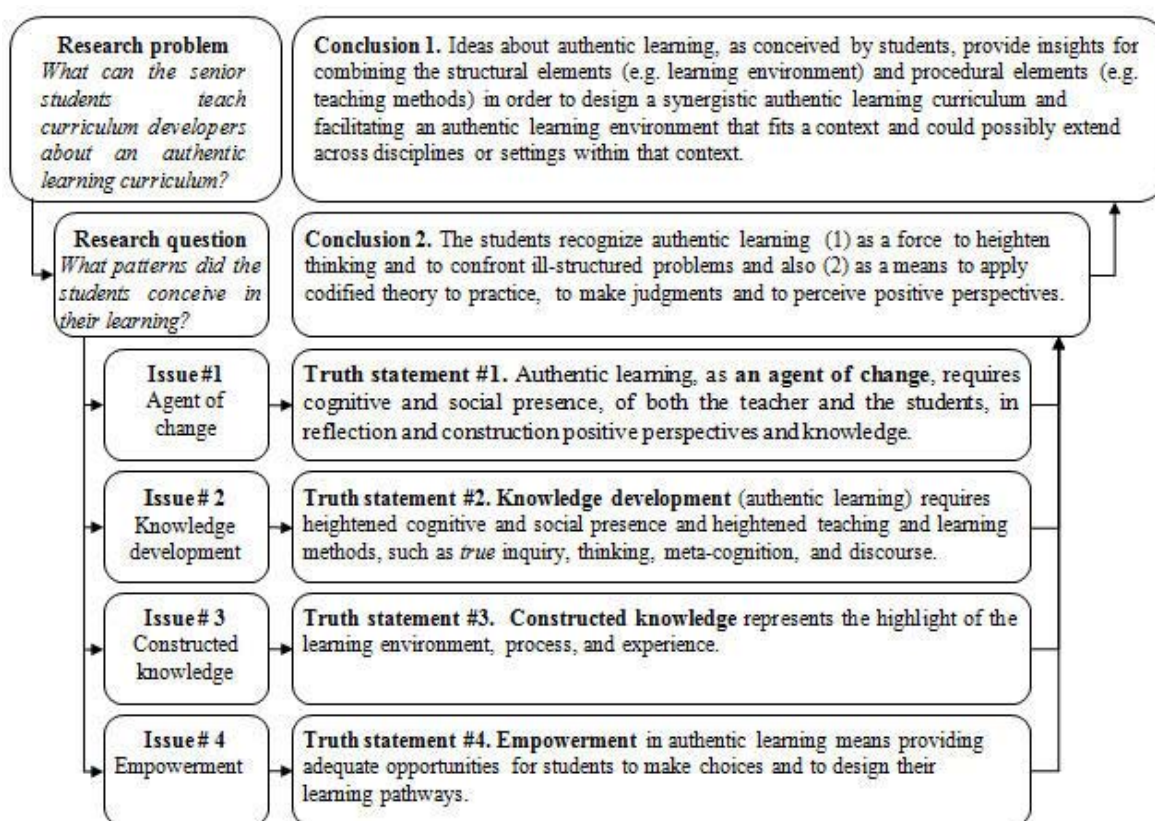 Research problem
What can the senior
students teach
curriculum developers
about an authentic
learning curriculum?
Conclusion 1. Ideas about authentic learning, as conceived by students, provide insights for
combining the structural elements (e.g. learning environment) and procedural elements (e.g.
teaching methods) in order to design a synergistic authentic learning curriculum and
facilitating an authentic learning environment that fits a context and could possibly extend
across disciplines or settings within that context.
Research question
What patterns did the
students conceive in
their learning?
Conclusion 2. The students recognize authentic learning (1) as a force to heighten
thinking and to confront ill-structured problems and also (2) as a means to apply
codified theory to practice, to make judgments and to perceive positive perspectives.
Issue #1
Agent of
change
Truth statement #1. Authentic learning, as an agent of change, requires
cognitive and social presence, of both the teacher and the students, in
reflection and construction positive perspectives and knowledge.
Issue # 2
Knowledge
development
Truth statement #2. Knowledge development (authentic learning) requires
heightened cognitive and social presence and heightened teaching and learning
methods, such as true inquiry, thinking, meta-cognition, and discourse.
Issue # 3
Constructed
knowledge
Truth statement #3. Constructed knowledge represents the highlight of the
learning environment, process, and experience.
Issue # 4
Empowerment
Truth statement #4. Empowerment in authentic learning means providing
adequate opportunities for students to make choices and to design their
learning pathways.